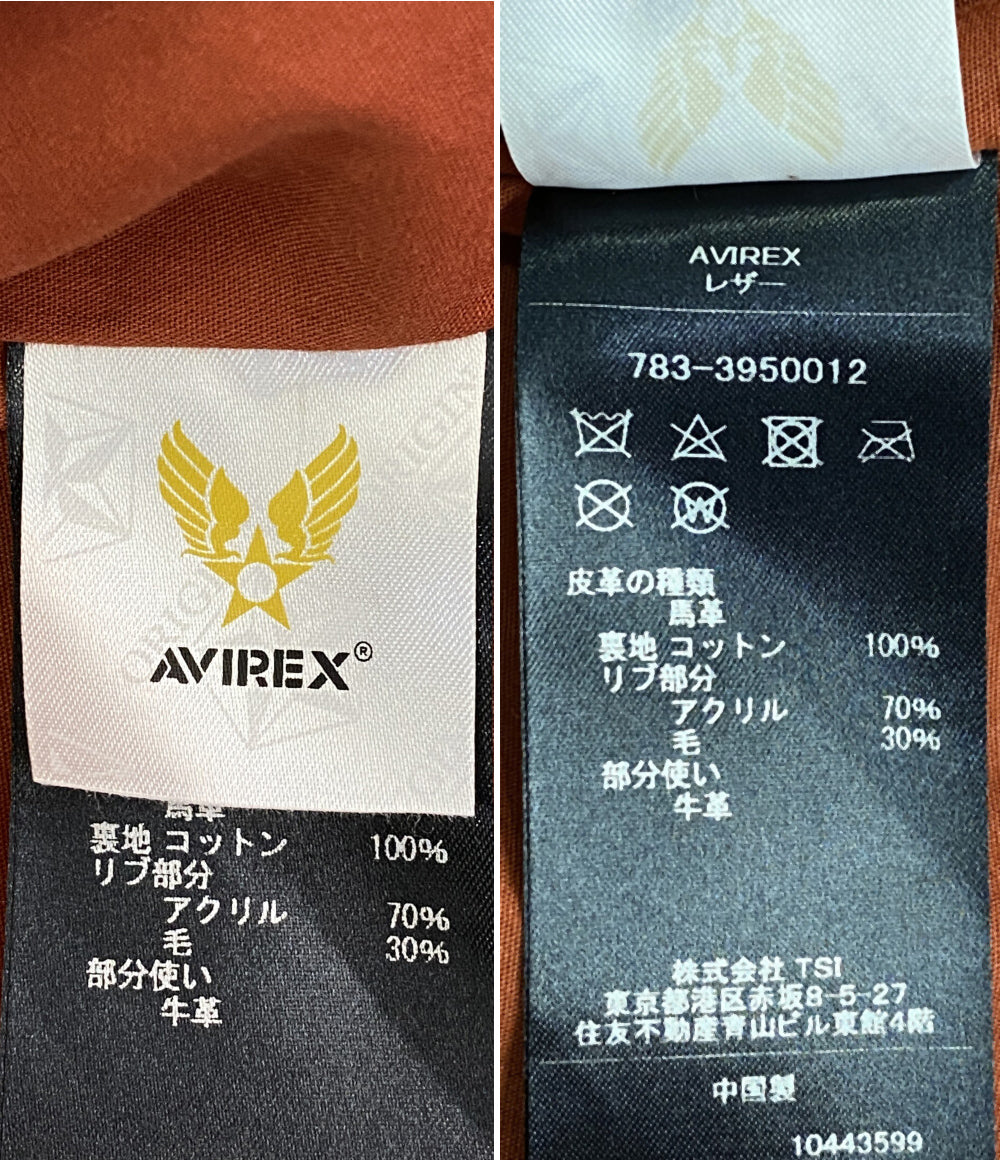 AVIREX®
馬革
裏地 コットン 100%
リブ部分
アクリル 70%
毛 30%
部分使い
牛革
AVIREX
レザー
783-3950012
W
皮革の種類
馬革
裏地 コットン 100%
リブ部分
アクリル 70%
毛 30%
部分使い
牛革
株式会社 TSI
東京都港区赤坂8-5-27
住友不動産青山ビル東館4階
中国製
10443599